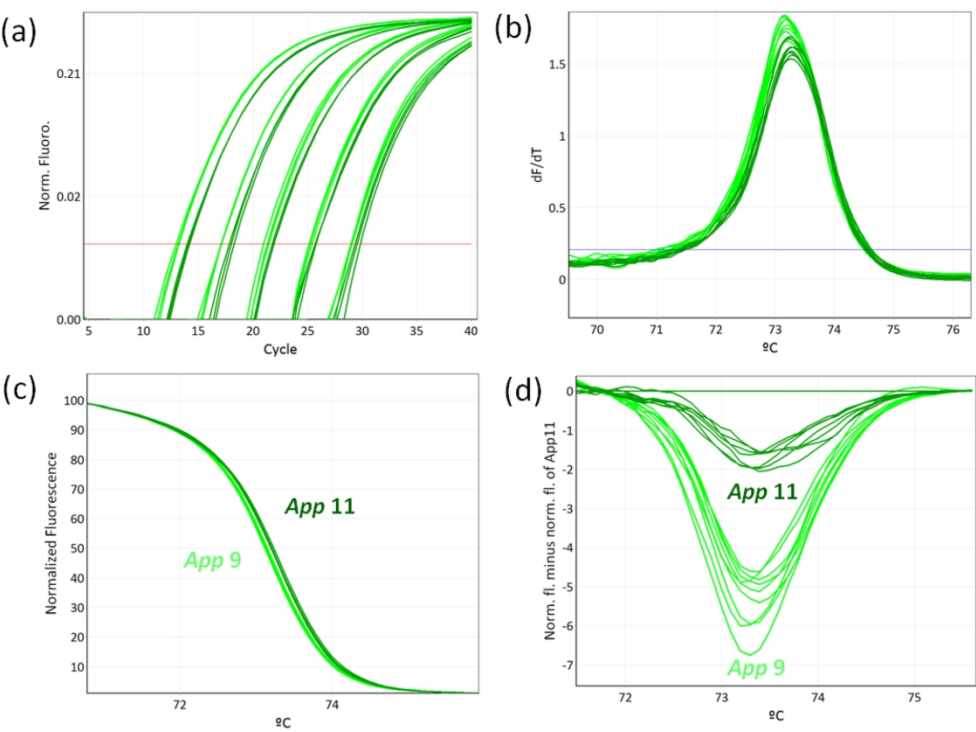 (a)
Norm. Fluoro.
0.21
0.02
0.00
5 10 15 20 25 30 35 40
Cycle
(b)
dF/dT
1.5
1
0.5
0
70 71 72 73 74 75 76
ºC
(c)
Normalized Fluorescence
100
90
80
70
60
50
40
30
20
10
App 11
App 9
72 74
ºC
(d)
Norm. fl. minus norm. fl. of App11
0
-1
-2
-3
-4
-5
-6
-7
App 11
App 9
72 73 74 75
ºC